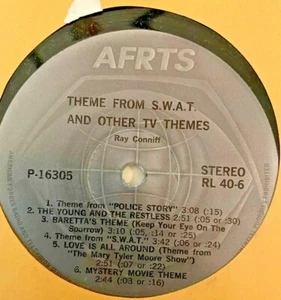 AFRTS
THEME FROM S.W.A.T.
AND OTHER TV THEMES
Ray Conniff
P-16305
STEREO
RL 40-6
1. Theme from "POLICE STORY" 3:08 (:15)
2. THE YOUNG AND THE RESTLESS 2:51 (:05 or :30)
3. BARETTA'S THEME (Keep Your Eye On The
Sparrow) 3:10 (:05, :14 or :25)
4. Theme from "S.W.A.T." 3:42 (:06 or :24)
5. LOVE IS ALL AROUND (Theme from
"The Mary Tyler Moore Show")
2:51 (:07 or :22)
6. MYSTERY MOVIE THEME
2:44 (:03 or :16)